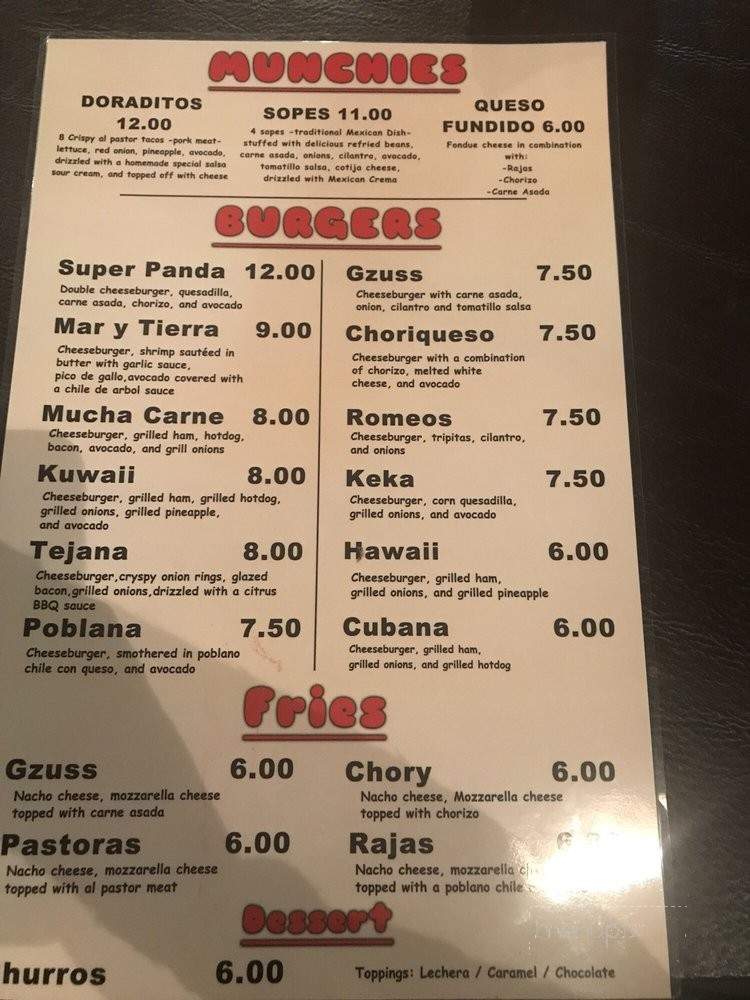 MUNCHIES
DORADITOS
12.00
8 Crispy al pastor tacos -pork meat-
lettuce, red onion, pineapple, avocado,
drizzled with a homemade special salsa
sour cream, and topped off with cheese
SOPES 11.00
4 sopes -traditional Mexican Dish-
stuffed with delicious refried beans,
carne asada, onions, cilantro, avocado,
tomatillo salsa, cotija cheese,
drizzled with Mexican Crema
QUESO
FUNDIDO 6.00
Fondue cheese in combination
with:
-Rajas
-Chorizo
-Carne Asada
BURGERS
Super Panda 12.00
Double cheeseburger, quesadilla,
carne asada, chorizo, and avocado
Mar y Tierra 9.00
Cheeseburger, shrimp sautéed in
butter with garlic sauce,
pico de gallo,avocado covered with
a chile de arbol sauce
Mucha Carne 8.00
Cheeseburger, grilled ham, hotdog,
bacon, avocado, and grill onions
Kuwaii 8.00
Cheeseburger, grilled ham, grilled hotdog,
grilled onions, grilled pineapple,
and avocado
Tejana 8.00
Cheeseburger,cryspy onion rings, glazed
bacon,grilled onions,drizzled with a citrus
BBQ sauce
Poblana 7.50
Cheeseburger, smothered in poblano
chile con queso, and avocado
Gzuss 7.50
Cheeseburger with carne asada,
onion, cilantro and tomatillo salsa
Choriqueso 7.50
Cheeseburger with a combination
of chorizo, melted white
cheese, and avocado
Romeos 7.50
Cheeseburger, tripitas, cilantro,
and onions
Keka 7.50
Cheeseburger, corn quesadilla,
grilled onions, and avocado
Hawaii 6.00
Cheeseburger, grilled ham,
grilled onions, and grilled pineapple
Cubana 6.00
Cheeseburger, grilled ham,
grilled onions, and grilled hotdog
Fries
Gzuss 6.00
Nacho cheese, mozzarella cheese
topped with carne asada
Chory 6.00
Nacho cheese, Mozzarella cheese
topped with chorizo
Pastoras 6.00
Nacho cheese, mozzarella cheese
topped with al pastor meat
Rajas
Nacho cheese, mozzarella
topped with a poblano chile
Dessert
hurros 6.00
Toppings: Lechera / Caramel / Chocolate